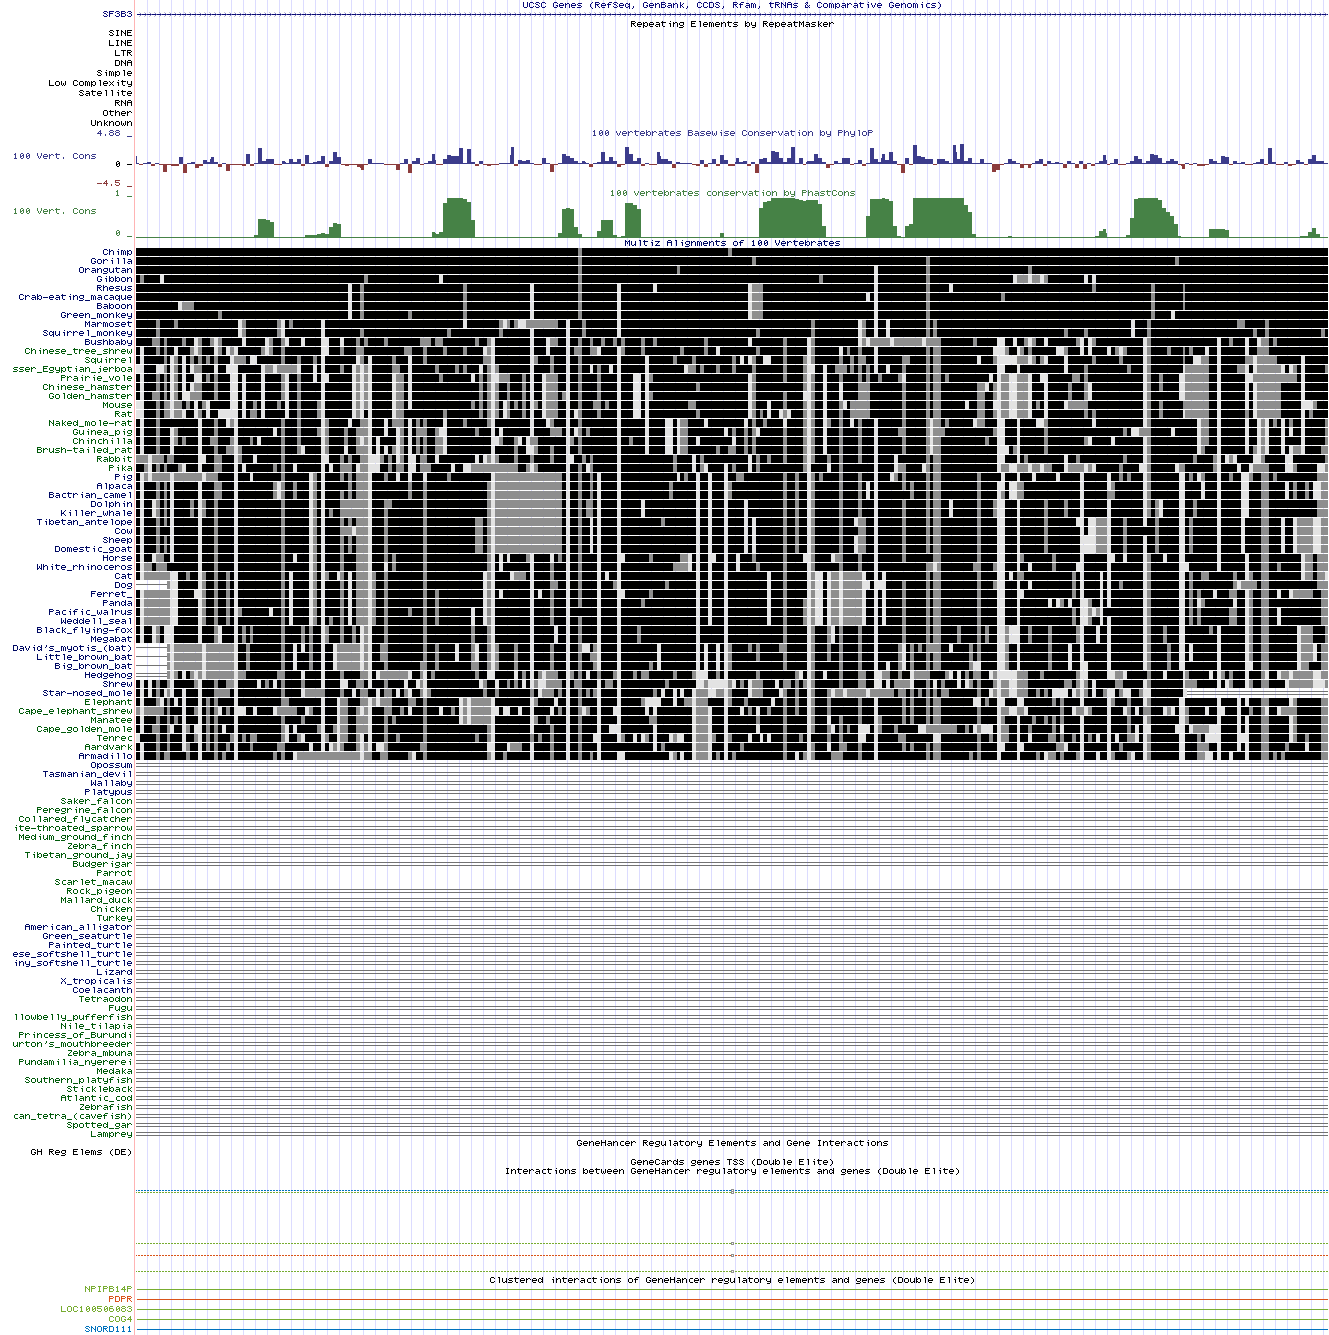 UCSC Genes (RefSeq, GenBank, CCDS, Rfam, tRNAs & Comparative Genomics)
SF3B3
Repeating Elements by RepeatMasker
SINE
LINE
LTR
DNA
Simple
Low Complexity
Satellite
RNA
Other
Unknown
4.88 _
100 vertebrates Basewise Conservation by PhyloP
100 Vert. Cons
0 _
-4.5 _
100 vertebrates conservation by PhastCons
1 _
100 Vert. Cons
0 _
Multiz Alignments of 100 Vertebrates
Chimp
Gorilla
Orangutan
Gibbon
Rhesus
Crab-eating_macaque
Baboon
Green_monkey
Marmoset
Squirrel_monkey
Bushbaby
Chinese_tree_shrew
Squirrel
sser_Egyptian_jerboa
Prairie_vole
Chinese_hamster
Golden_hamster
Mouse
Rat
Naked_mole-rat
Guinea_pig
Chinchilla
Brush-tailed_rat
Rabbit
Pika
Pig
Alpaca
Bactrian_camel
Dolphin
Killer_whale
Tibetan_antelope
Cow
Sheep
Domestic_goat
Horse
White_rhinoceros
Cat
Dog
Ferret_
Panda
Pacific_walrus
Weddell_seal
Black_flying-fox
Megabat
David's_myotis_(bat)
Little_brown_bat
Big_brown_bat
Hedgehog
Shrew
Star-nosed_mole
Elephant
Cape_elephant_shrew
Manatee
Cape_golden_mole
Tenrec
Aardvark
Armadillo
Opossum
Tasmanian_devil
Wallaby
Platypus
Saker_falcon
Peregrine_falcon
Collared_flycatcher
ite-throated_sparrow
Medium_ground_finch
Zebra_finch
Tibetan_ground_jay
Budgerigar
Parrot
Scarlet_macaw
Rock_pigeon
Mallard_duck
Chicken
Turkey
American_alligator
Green_seaturtle
Painted_turtle
ese_softshell_turtle
iny_softshell_turtle
Lizard
X_tropicalis
Coelacanth
Tetraodon
Fugu
llowbelly_pufferfish
Nile_tilapia
Princess_of_Burundi
urton's_mouthbreeder
Zebra_mbuna
Pundamilia_nyererei
Medaka
Southern_platyfish
Stickleback
Atlantic_cod
Zebrafish
can_tetra_(cavefish)
Spotted_gar
Lamprey
GeneHancer Regulatory Elements and Gene Interactions
GH Reg Elems (DE)
GeneCards genes TSS (Double Elite)
Interactions between GeneHancer regulatory elements and genes (Double Elite)
Clustered interactions of GeneHancer regulatory elements and genes (Double Elite)
NPIPB14P
PDPR
LOC100506083
COG4
SNORD111